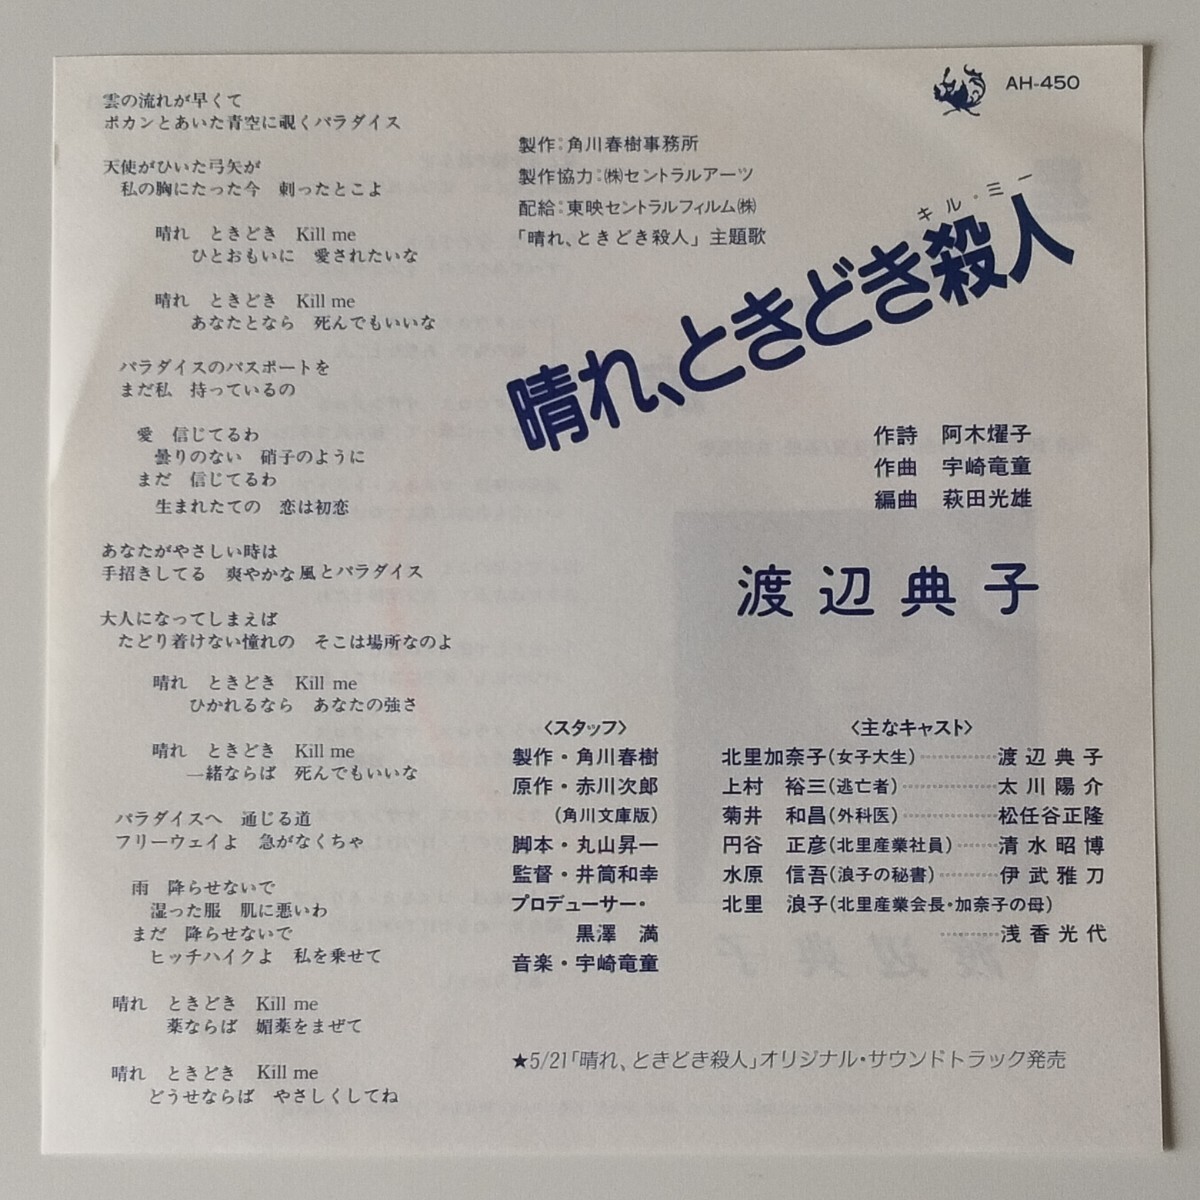 雲の流れが早くて
ポカンとあいた青空に覗くパラダイス
天使がひいた弓矢が
私の胸にたった今　刺ったとこよ
晴れ　ときどき　Kill me
ひとおもいに　愛されたいな
晴れ　ときどき　Kill me
あなたとなら　死んでもいいな
パラダイスのパスポートを
まだ私　持っているの
愛　信じてるわ
曇りのない　硝子のように
まだ　信じてるわ
生まれたての　恋は初恋
あなたがやさしい時は
手招きしてる　爽やかな風とパラダイス
大人になってしまえば
たどり着けない憧れの　そこは場所なのよ
晴れ　ときどき　Kill me
ひかれるなら　あなたの強さ
晴れ　ときどき　Kill me
一緒ならば　死んでもいいな
パラダイスへ　通じる道
フリーウェイよ　急がなくちゃ
雨　降らせないで
湿った服　肌に悪いわ
まだ　降らせないで
ヒッチハイクよ　私を乗せて
晴れ　ときどき　Kill me
薬ならば　媚薬をまぜて
晴れ　ときどき　Kill me
どうせならば　やさしくしてね
AH-450
製作：角川春樹事務所
製作協力：㈱セントラルアーツ
配給：東映セントラルフィルム㈱
「晴れ、ときどき殺人」主題歌
キル・ミー
晴れ、ときどき殺人
作詩　阿木燿子
作曲　宇崎竜童
編曲　萩田光雄
渡辺典子
〈スタッフ〉
製作・角川春樹
原作・赤川次郎
（角川文庫版）
脚本・丸山昇一
監督・井筒和幸
プロデューサー・
黒澤　満
音楽・宇崎竜童
〈主なキャスト〉
北里加奈子（女子大生）…………渡辺典子
上村　裕三（逃亡者）……………太川陽介
菊井　和昌（外科医）……………松任谷正隆
円谷　正彦（北里産業社員）……清水昭博
水原　信吾（浪子の秘書）………伊武雅刀
北里　浪子（北里産業会長・加奈子の母）
………浅香光代
★5/21「晴れ、ときどき殺人」オリジナル・サウンドトラック発売